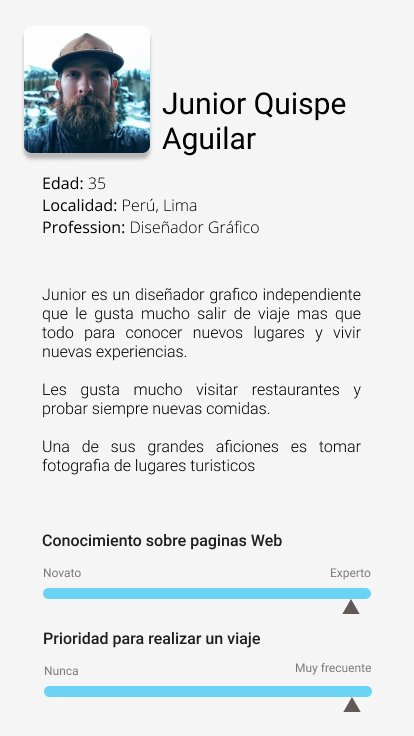 Junior Quispe
Aguilar
Edad: 35
Localidad: Perú, Lima
Profession: Diseñador Gráfico
Junior es un diseñador grafico independiente
que le gusta mucho salir de viaje mas que
todo para conocer nuevos lugares y vivir
nuevas experiencias.
Les gusta mucho visitar restaurantes y
probar siempre nuevas comidas.
Una de sus grandes aficiones es tomar
fotografia de lugares turisticos
Conocimiento sobre paginas Web
Novato Experto
Prioridad para realizar un viaje
Nunca Muy frecuente